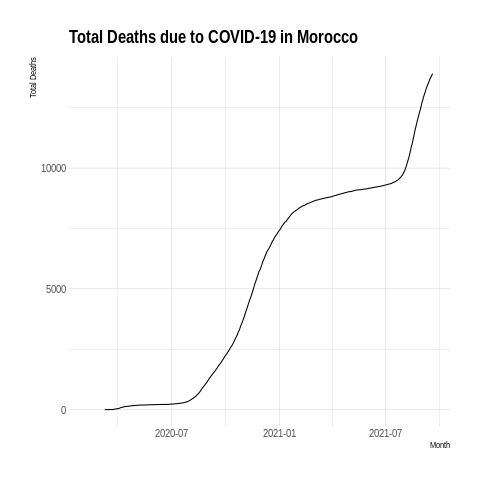 Total Deaths due to COVID-19 in Morocco
Total Deaths
10000
5000
0
2020-07
2021-01
2021-07
Month